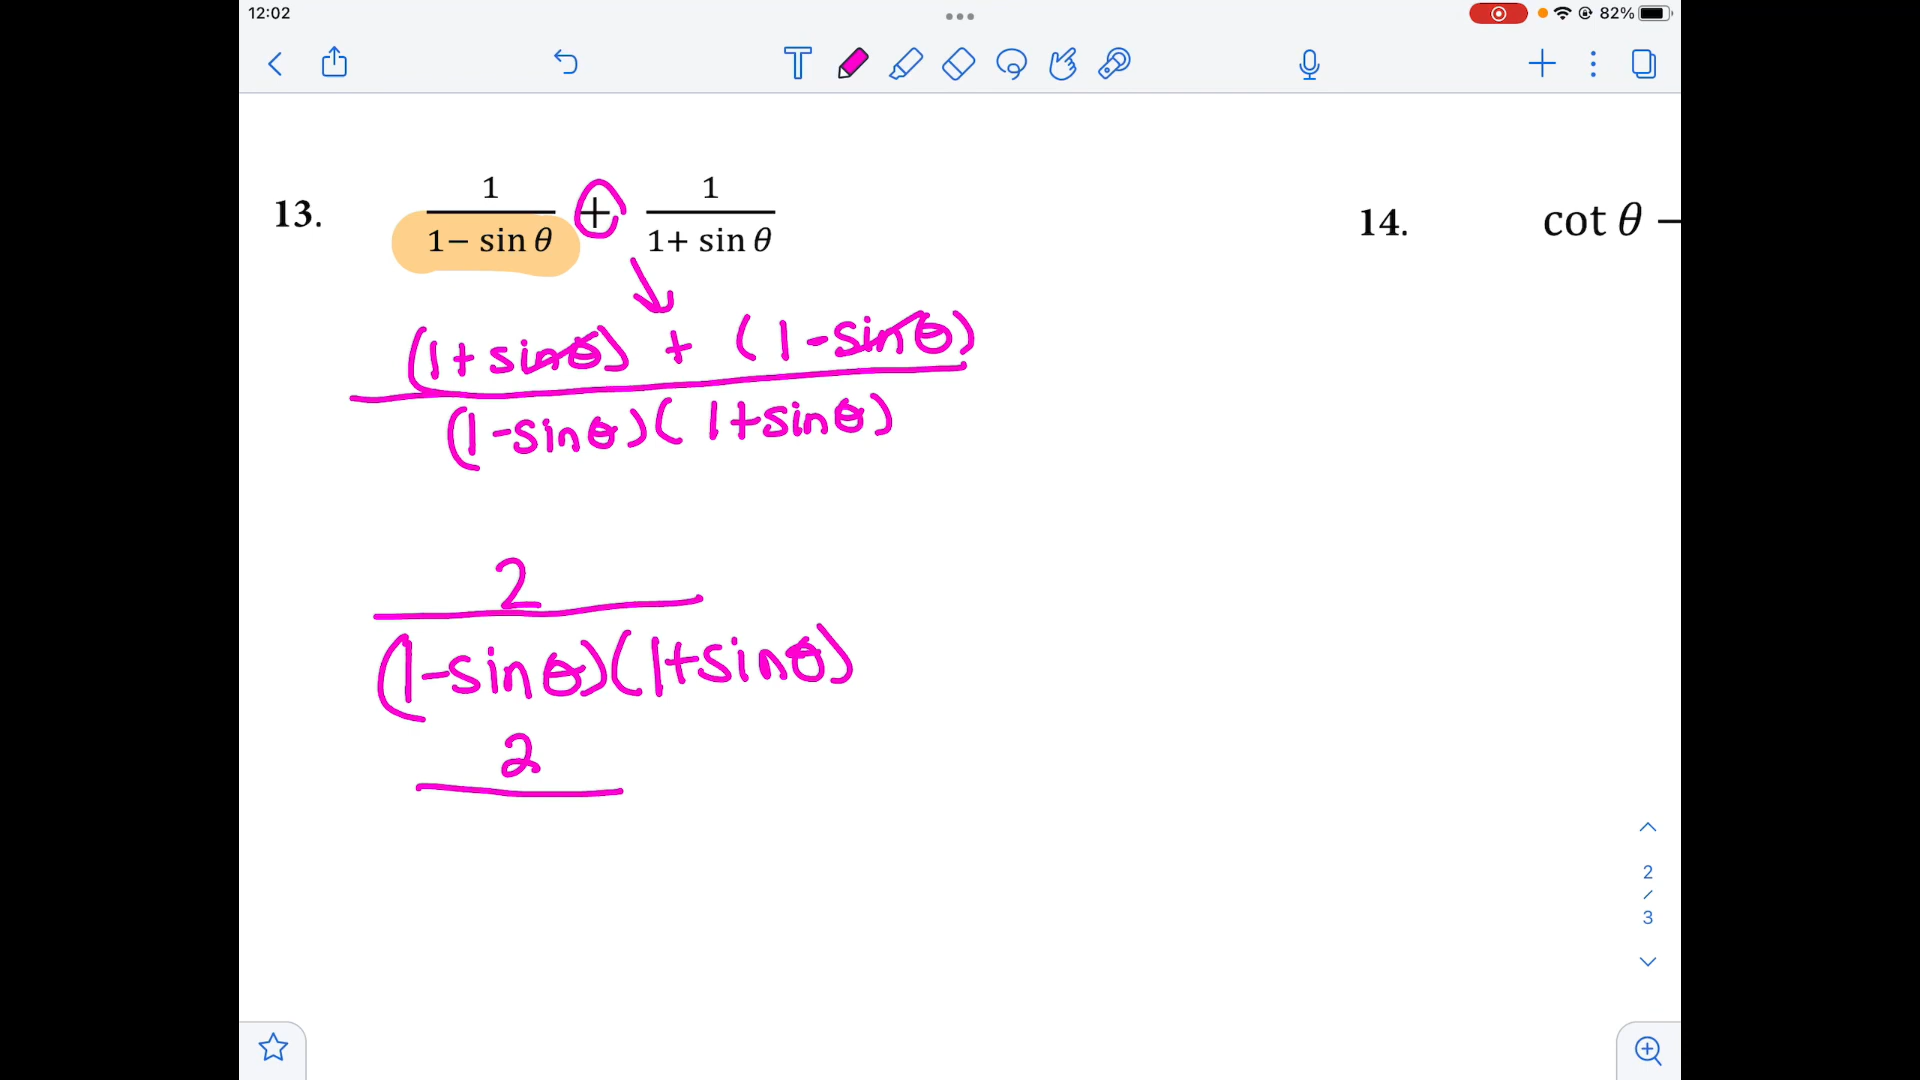 12:02
82%
13. 1/(1− sin θ) + 1/(1+ sin θ)
14. cot θ −
(1+sinθ) + (1-sinθ)
(1-sinθ)(1+sinθ)
2
(1-sinθ)(1+sinθ)
2
2
/
3